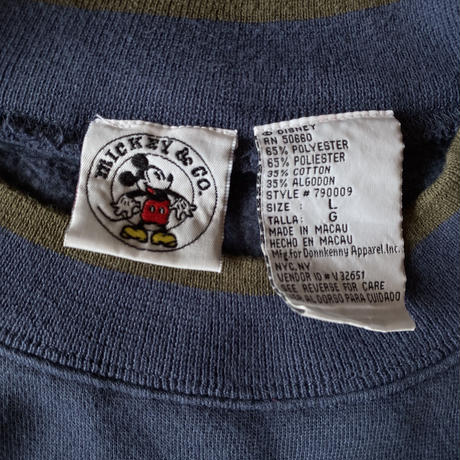 MICKEY & CO.
© DISNEY
RN 50660
65% POLYESTER
65% POLIESTER
35% COTTON
35% ALGODON
STYLE # 790009
SIZE: L
TALLA: G
MADE IN MACAU
HECHO EN MACAU
Mfg. for Donnkenny Apparel, Inc.
NYC, NY
VENDOR ID # V 32651
SEE REVERSE FOR CARE
VER AL DORSO PARA CUIDADO